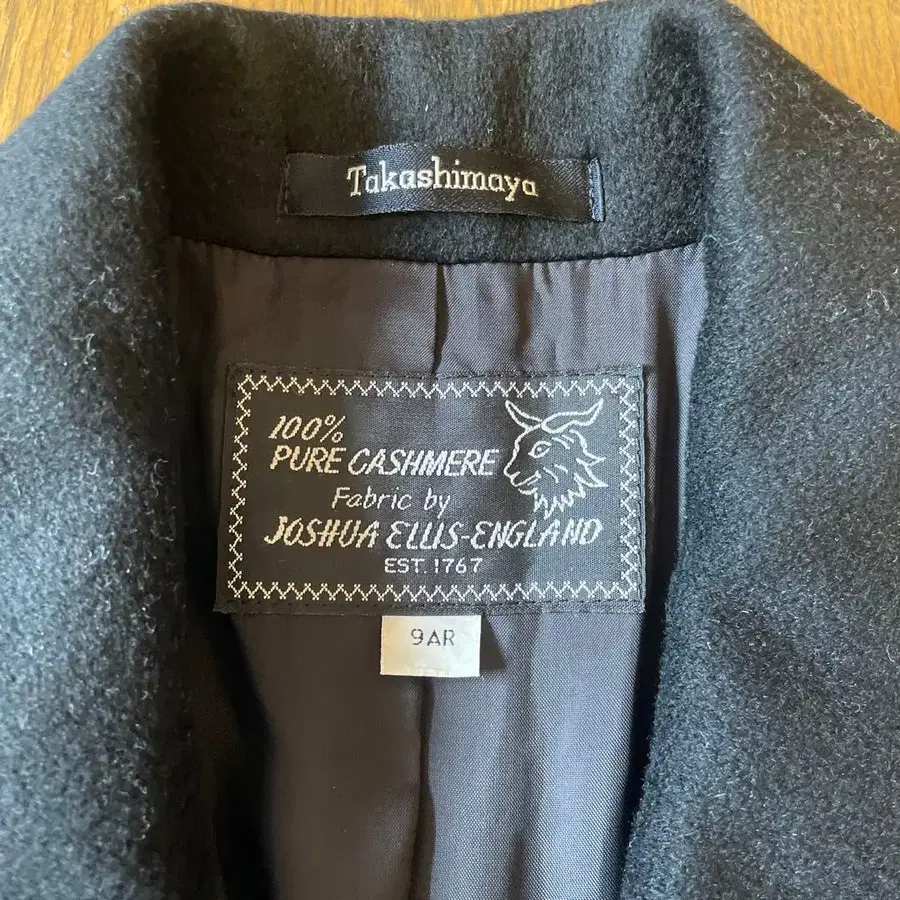 Takashimaya
100%
PURE CASHMERE
Fabric by
JOSHUA ELLIS-ENGLAND
EST. 1767
9AR